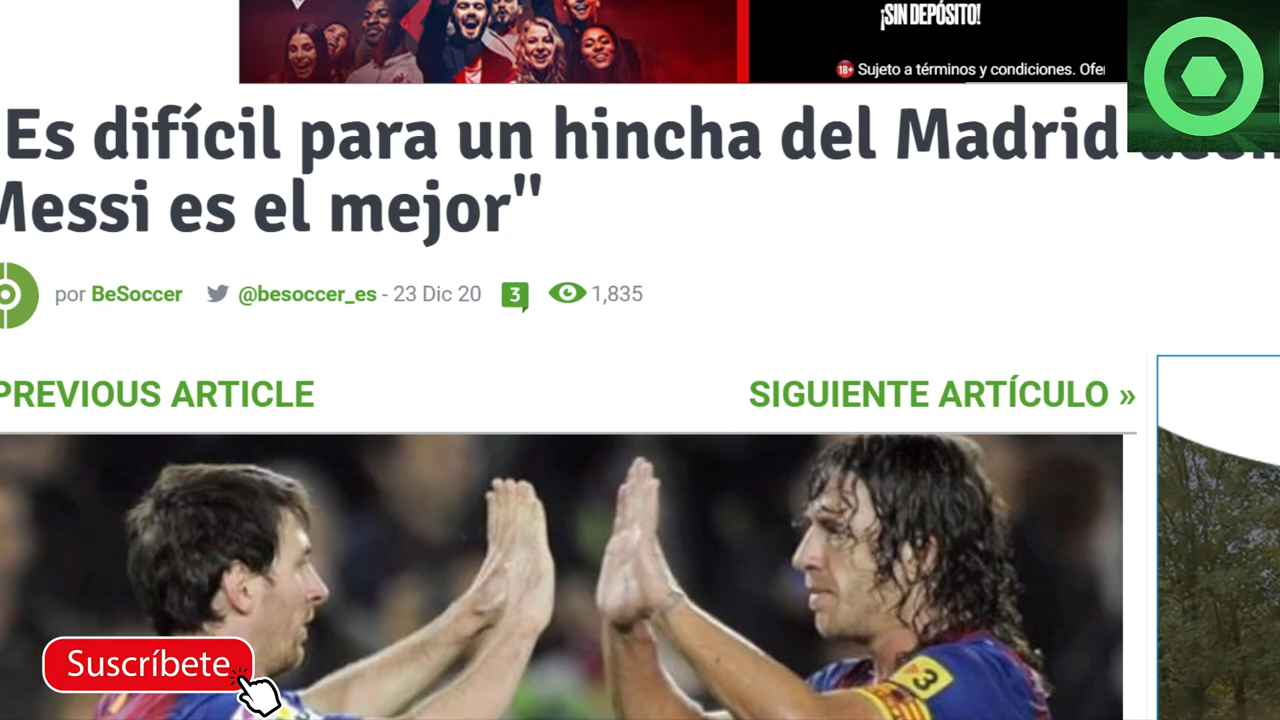 ¡SIN DEPÓSITO!
18+ Sujeto a términos y condiciones. Ofe
Es difícil para un hincha del Madrid
Messi es el mejor"
por BeSoccer @besoccer_es - 23 Dic 20 3 1,835
PREVIOUS ARTICLE SIGUIENTE ARTÍCULO »
3
Suscríbete